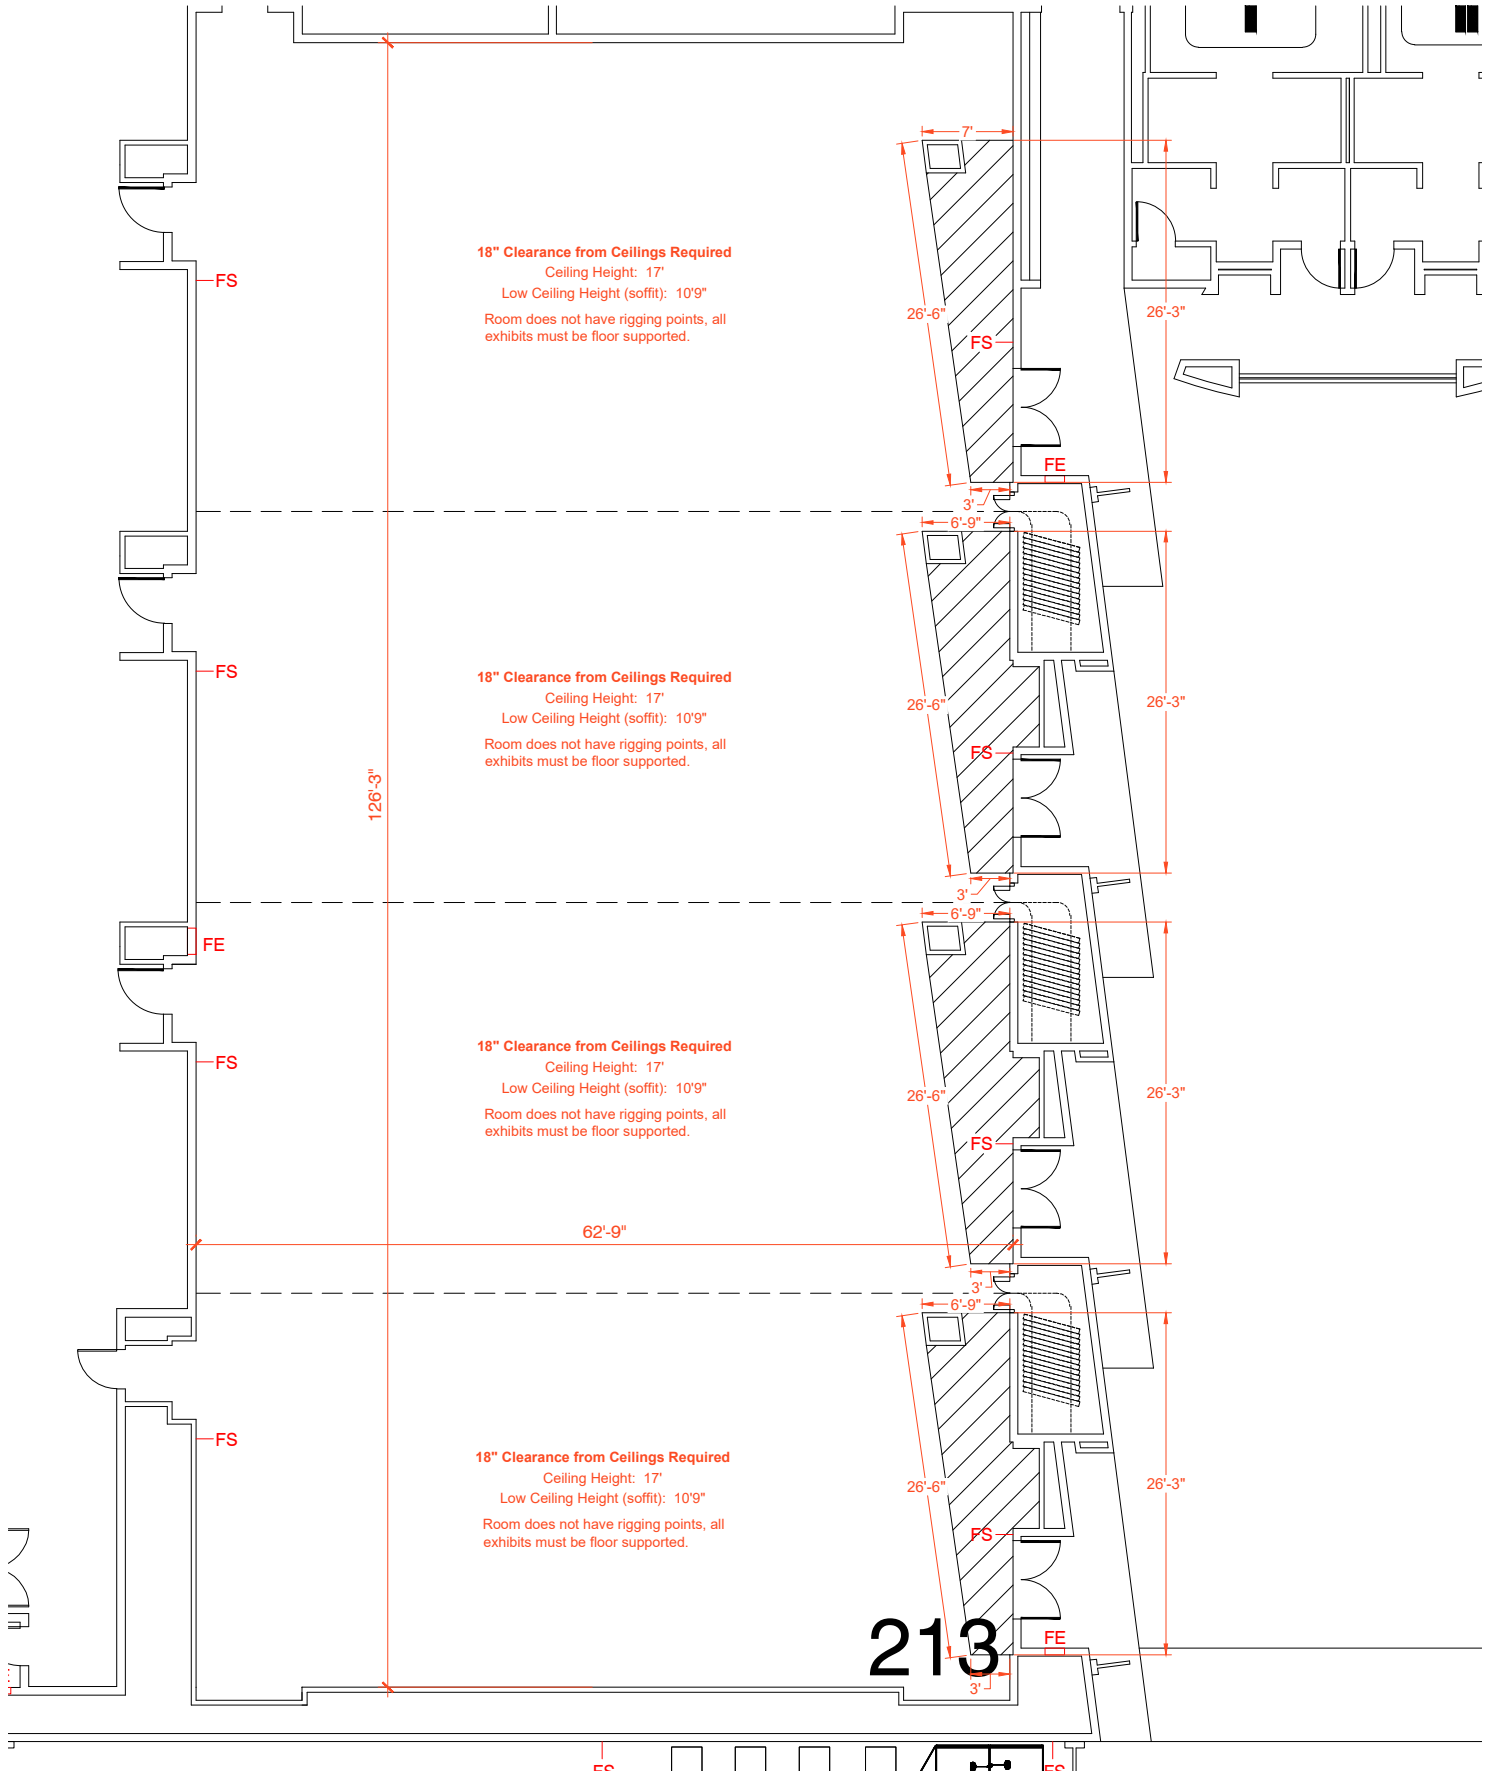 7'
18" Clearance from Ceilings Required
Ceiling Height: 17'
Low Ceiling Height (soffit): 10'9"
Room does not have rigging points, all
exhibits must be floor supported.
FS
26'-6"
26'-3"
FS
FE
3'
6'-9"
18" Clearance from Ceilings Required
Ceiling Height: 17'
Low Ceiling Height (soffit): 10'9"
Room does not have rigging points, all
exhibits must be floor supported.
FS
26'-6"
26'-3"
FS
126'-3"
3'
6'-9"
FE
18" Clearance from Ceilings Required
Ceiling Height: 17'
Low Ceiling Height (soffit): 10'9"
Room does not have rigging points, all
exhibits must be floor supported.
FS
26'-6"
26'-3"
FS
62'-9"
3'
6'-9"
FS
18" Clearance from Ceilings Required
Ceiling Height: 17'
Low Ceiling Height (soffit): 10'9"
Room does not have rigging points, all
exhibits must be floor supported.
26'-6"
26'-3"
FS
213
FE
3'
FS
FS